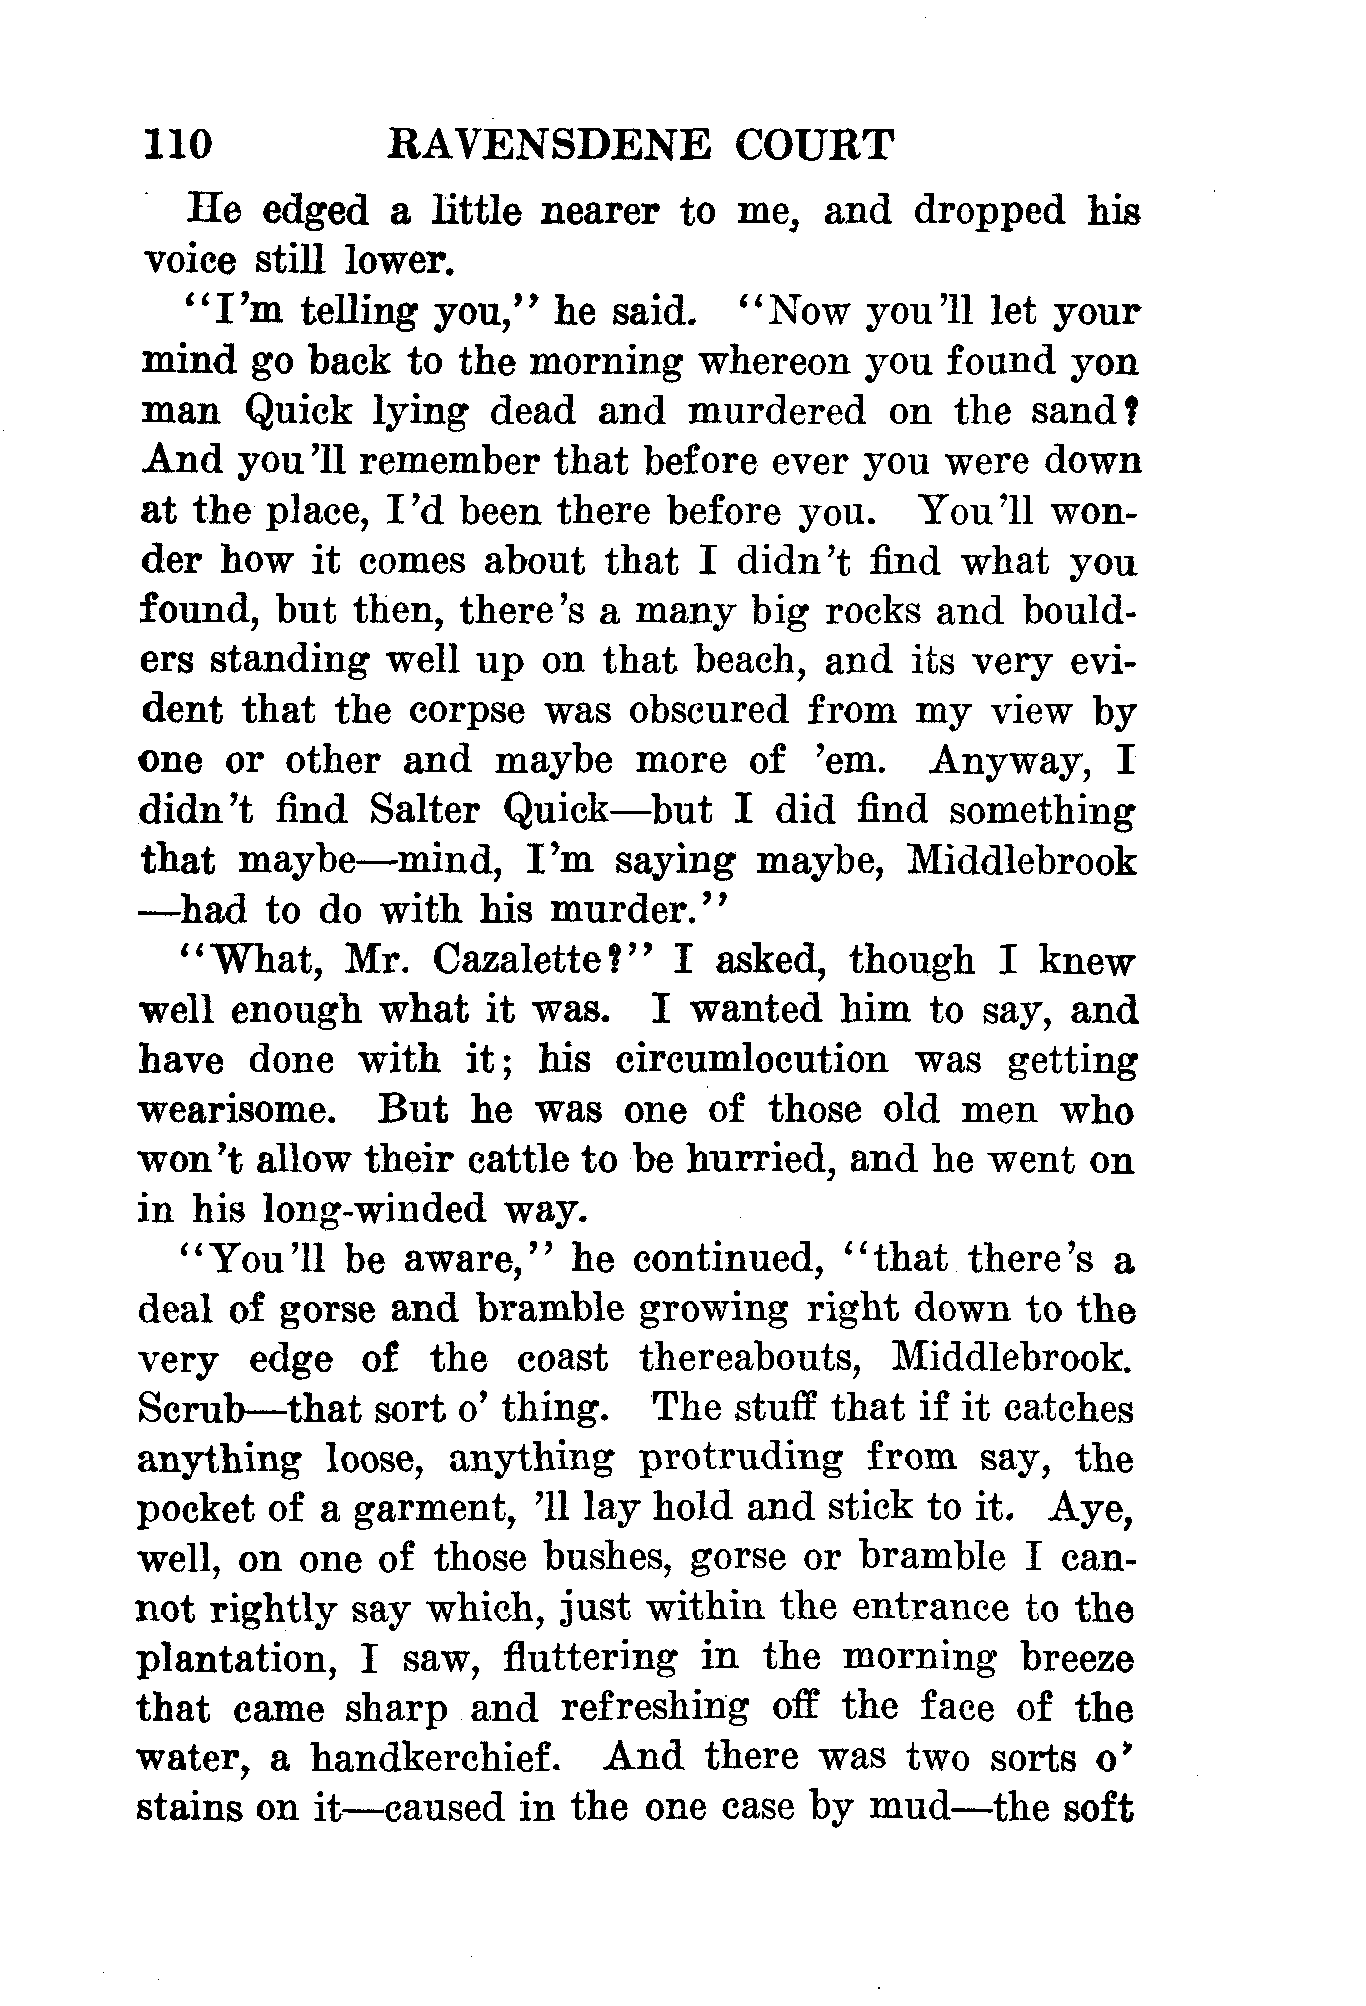 110 RAVENSDENE COURT
He edged a little nearer to me, and dropped his
voice still lower.
"I'm telling you," he said. "Now you'll let your
mind go back to the morning whereon you found yon
man Quick lying dead and murdered on the sand?
And you'll remember that before ever you were down
at the place, I'd been there before you. You'll won-
der how it comes about that I didn't find what you
found, but then, there's a many big rocks and bould-
ers standing well up on that beach, and its very evi-
dent that the corpse was obscured from my view by
one or other and maybe more of 'em. Anyway, I
didn't find Salter Quick—but I did find something
that maybe—mind, I'm saying maybe, Middlebrook
—had to do with his murder."
"What, Mr. Cazalette?" I asked, though I knew
well enough what it was. I wanted him to say, and
have done with it; his circumlocution was getting
wearisome. But he was one of those old men who
won't allow their cattle to be hurried, and he went on
in his long-winded way.
"You'll be aware," he continued, "that there's a
deal of gorse and bramble growing right down to the
very edge of the coast thereabouts, Middlebrook.
Scrub—that sort o' thing. The stuff that if it catches
anything loose, anything protruding from say, the
pocket of a garment, 'll lay hold and stick to it. Aye,
well, on one of those bushes, gorse or bramble I can-
not rightly say which, just within the entrance to the
plantation, I saw, fluttering in the morning breeze
that came sharp and refreshing off the face of the
water, a handkerchief. And there was two sorts o'
stains on it—caused in the one case by mud—the soft